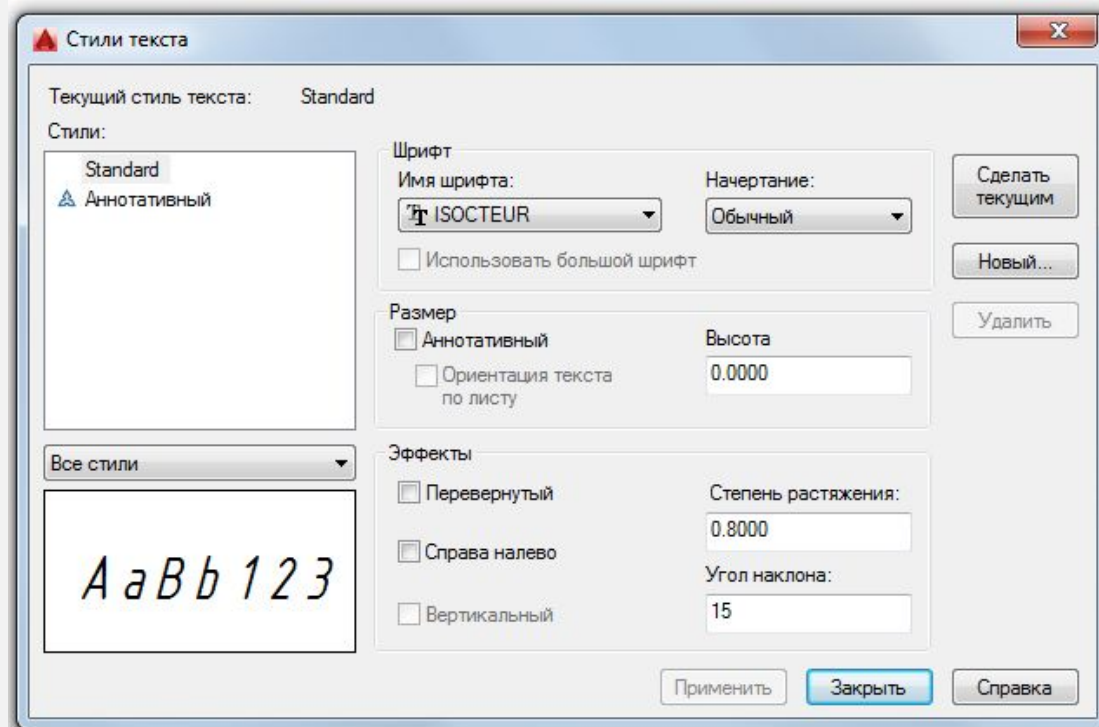 Стили текста
Текущий стиль текста: Standard
Стили:
Standard
Аннотативный
Все стили
AaBb123
Шрифт
Имя шрифта:
ISOCTEUR
Начертание:
Обычный
Использовать большой шрифт
Размер
Аннотативный
Ориентация текста
по листу
Высота
0.0000
Эффекты
Перевернутый
Справа налево
Вертикальный
Степень растяжения:
0.8000
Угол наклона:
15
Сделать
текущим
Новый...
Удалить
Применить
Закрыть
Справка